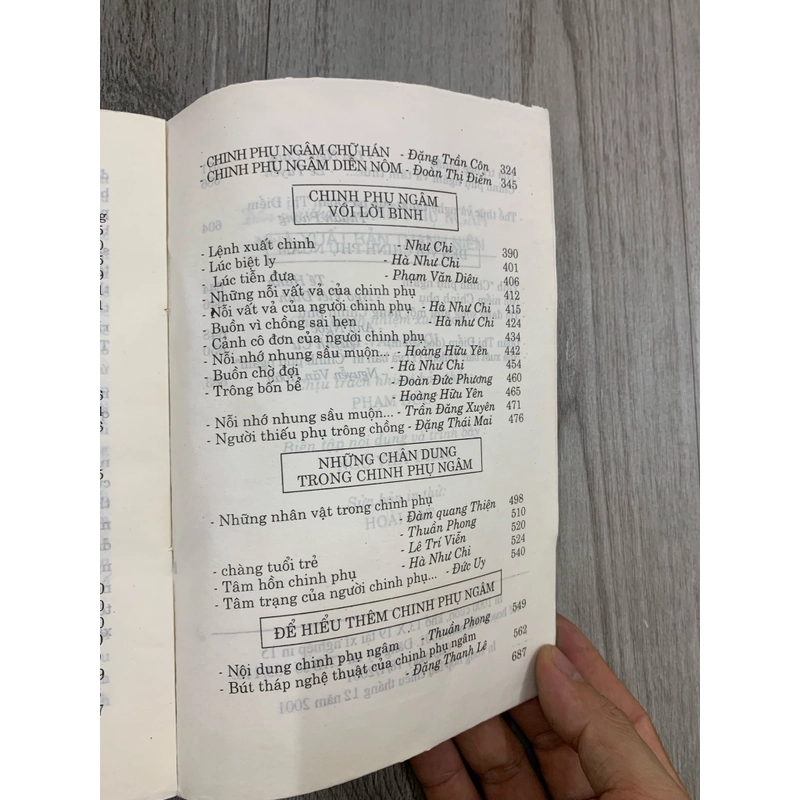 - CHINH PHỤ NGÂM CHỮ HÁN - Đặng Trần Côn 324
- CHINH PHỤ NGÂM DIỄN NÔM - Đoàn Thị Điểm 345
CHINH PHỤ NGÂM
VỚI LỜI BÌNH
- Lệnh xuất chinh - Như Chi 390
- Lúc biệt ly - Hà Như Chi 401
Lúc tiễn đưa - Phạm Văn Diêu 406
- Những nỗi vất vả của chinh phụ 412
- Nỗi vất vả của người chinh phụ - Hà Như Chi 415
- Buồn vì chồng sai hẹn - Hà như Chi 424
- Cảnh cô đơn của người chinh phụ 434
- Nỗi nhớ nhung sầu muộn... - Hoàng Hữu Yên 442
- Buồn chờ đợi - Hà Như Chi 454
- Trông bốn bề - Đoàn Đức Phương 460
- Hoàng Hữu Yên 465
- Nỗi nhớ nhung sầu muộn... - Trần Đăng Xuyên 471
- Người thiếu phụ trông chồng - Đặng Thái Mai 476
NHỮNG CHÂN DUNG
TRONG CHINH PHỤ NGÂM
- Những nhân vật trong chinh phụ 498
- Đàm quang Thiện 510
- Thuần Phong 520
- chàng tuổi trẻ - Lê Trí Viễn 524
- Tâm hồn chinh phụ - Hà Như Chi 540
- Tâm trạng của người chinh phụ... - Đức Uy
ĐỂ HIỂU THÊM CHINH PHỤ NGÂM
- Nội dung chinh phụ ngâm - Thuần Phong 549
- Bút tháp nghệ thuật của chinh phụ ngâm 562
- Đặng Thanh Lê 687